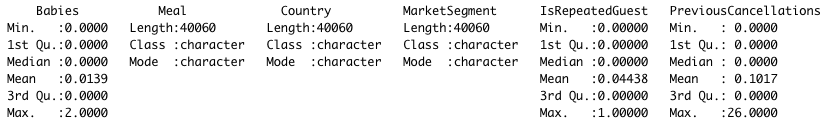 Babies Meal Country MarketSegment IsRepeatedGuest PreviousCancellations
Min. :0.0000 Length:40060 Length:40060 Length:40060 Min. :0.00000 Min. : 0.0000
1st Qu.:0.0000 Class :character Class :character Class :character 1st Qu.:0.00000 1st Qu.: 0.0000
Median :0.0000 Mode :character Mode :character Mode :character Median :0.00000 Median : 0.0000
Mean :0.0139 Mean :0.04438 Mean : 0.1017
3rd Qu.:0.0000 3rd Qu.:0.00000 3rd Qu.: 0.0000
Max. :2.0000 Max. :1.00000 Max. :26.0000